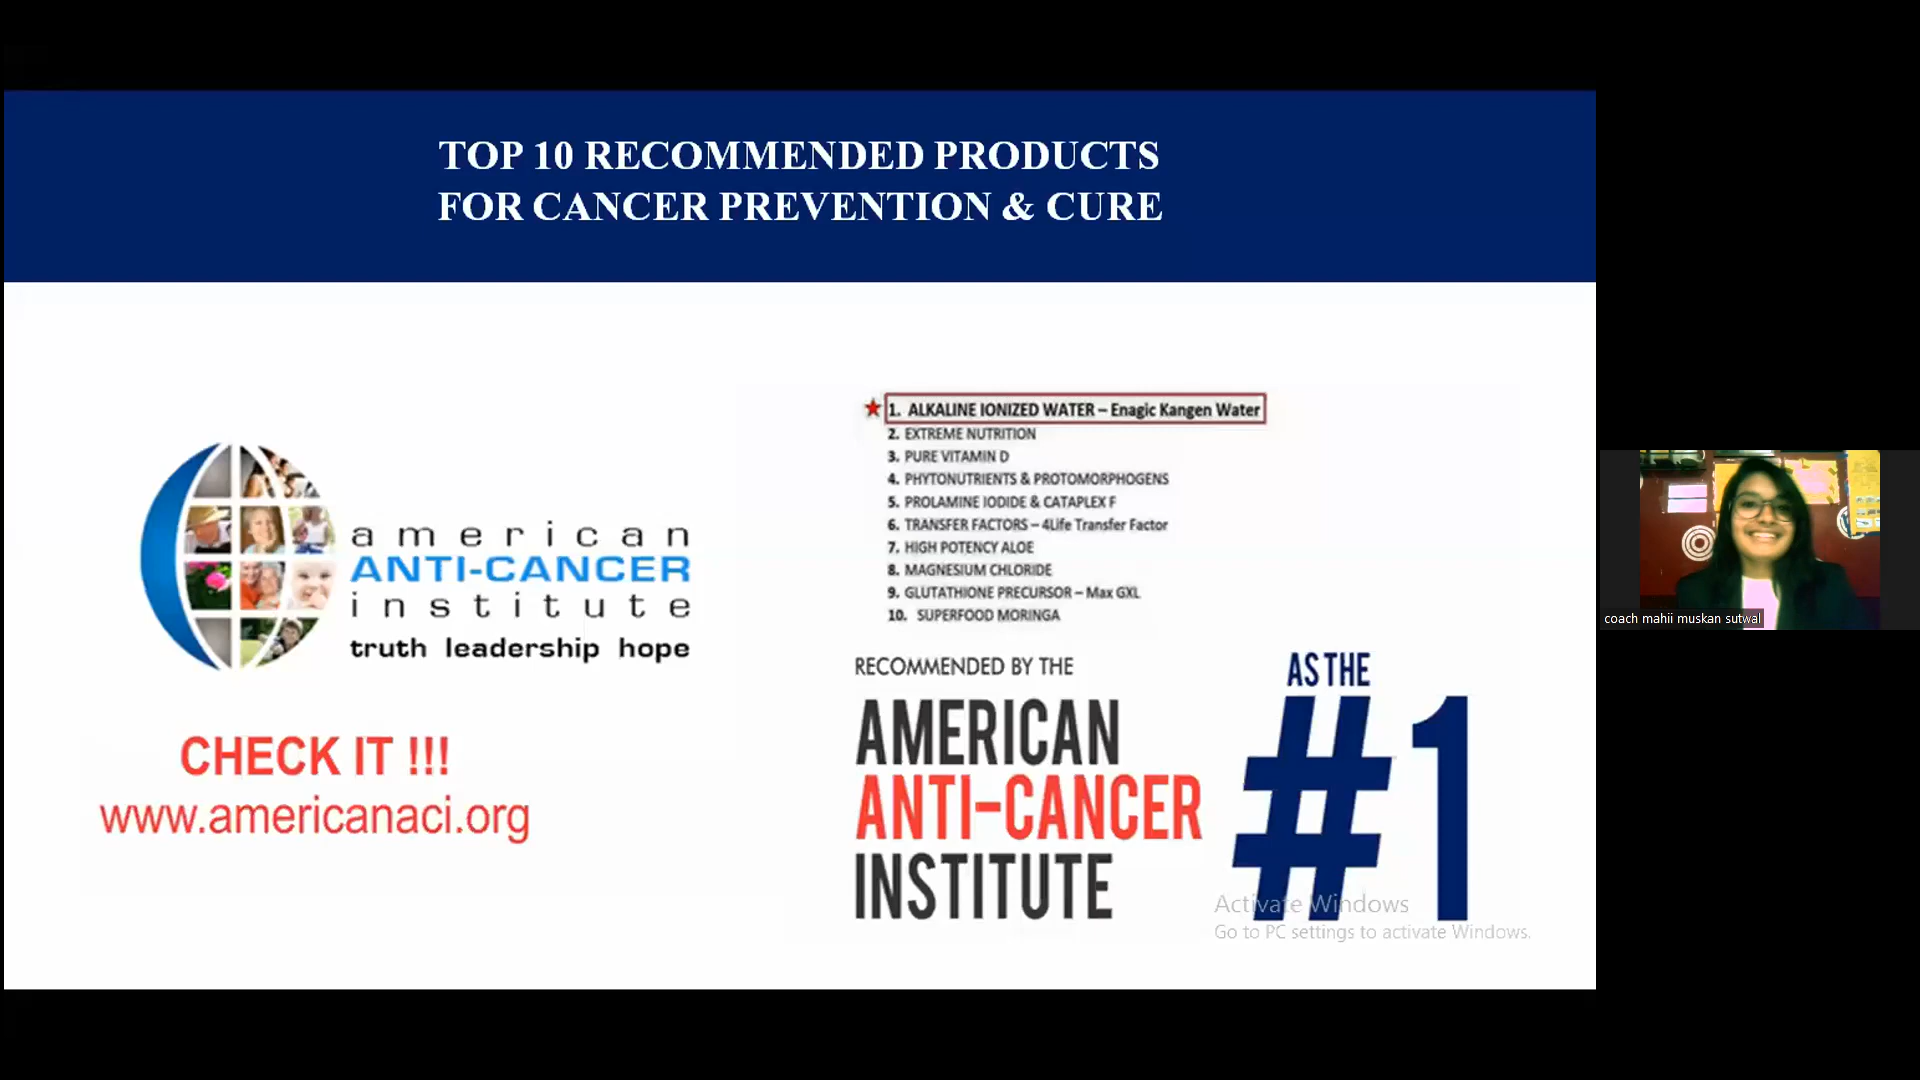 TOP 10 RECOMMENDED PRODUCTS
FOR CANCER PREVENTION & CURE
american
ANTI-CANCER
institute
truth leadership hope
CHECK IT !!!
www.americanaci.org
1. ALKALINE IONIZED WATER – Enagic Kangen Water
2. EXTREME NUTRITION
3. PURE VITAMIN D
4. PHYTONUTRIENTS & PROTOMORPHOGENS
5. PROLAMINE IODIDE & CATAPLEX F
6. TRANSFER FACTORS – 4Life Transfer Factor
7. HIGH POTENCY ALOE
8. MAGNESIUM CHLORIDE
9. GLUTATHIONE PRECURSOR – Max GXL
10. SUPERFOOD MORINGA
RECOMMENDED BY THE
AMERICAN
ANTI-CANCER
INSTITUTE
AS THE
#1
Activate Windows
Go to PC settings to activate Windows.
coach mahii muskan sutwal